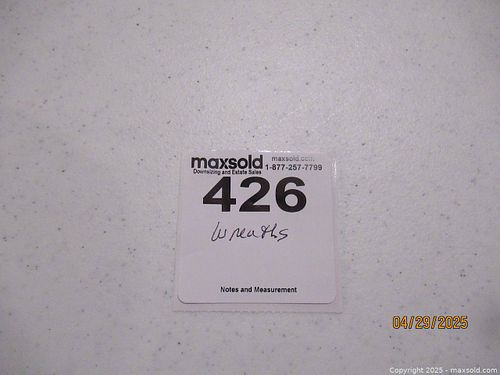 maxsold maxsold.com
Downsizing and Estate Sales 1-877-257-7799
426
Wreaths
Notes and Measurement
04/29/2025
Copyright 2025 - maxsold.com